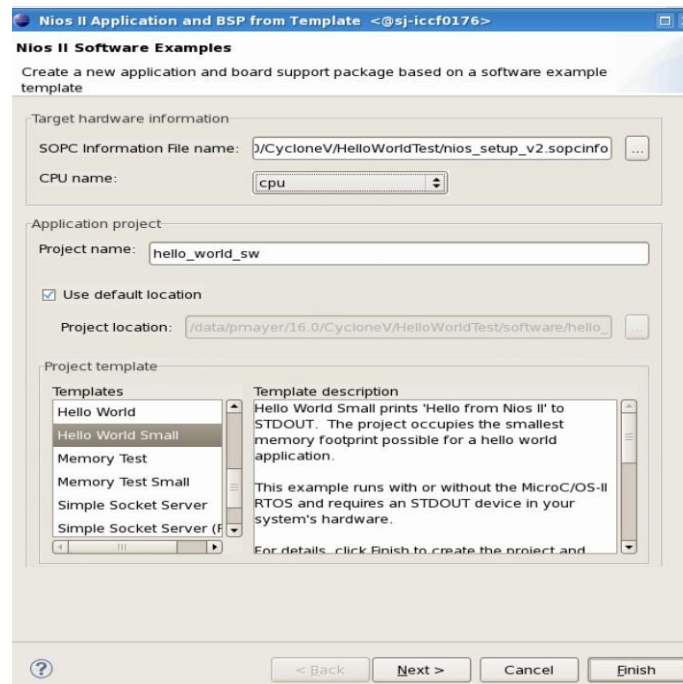 Nios II Application and BSP from Template <@sj-iccf0176>
Nios II Software Examples
Create a new application and board support package based on a software example
template
Target hardware information
SOPC Information File name:
/CycloneV/HelloWorldTest/nios_setup_v2.sopcinfo
...
CPU name:
cpu
Application project
Project name:
hello_world_sw
Use default location
Project location:
/data/pmayer/16.0/CycloneV/HelloWorldTest/software/hello_
...
Project template
Templates
Hello World
Hello World Small
Memory Test
Memory Test Small
Simple Socket Server
Simple Socket Server (
Template description
Hello World Small prints 'Hello from Nios II' to
STDOUT. The project occupies the smallest
memory footprint possible for a hello world
application.
This example runs with or without the MicroC/OS-II
RTOS and requires an STDOUT device in your
system's hardware.
For details, click Finish to create the project and
?
< Back
Next >
Cancel
Finish